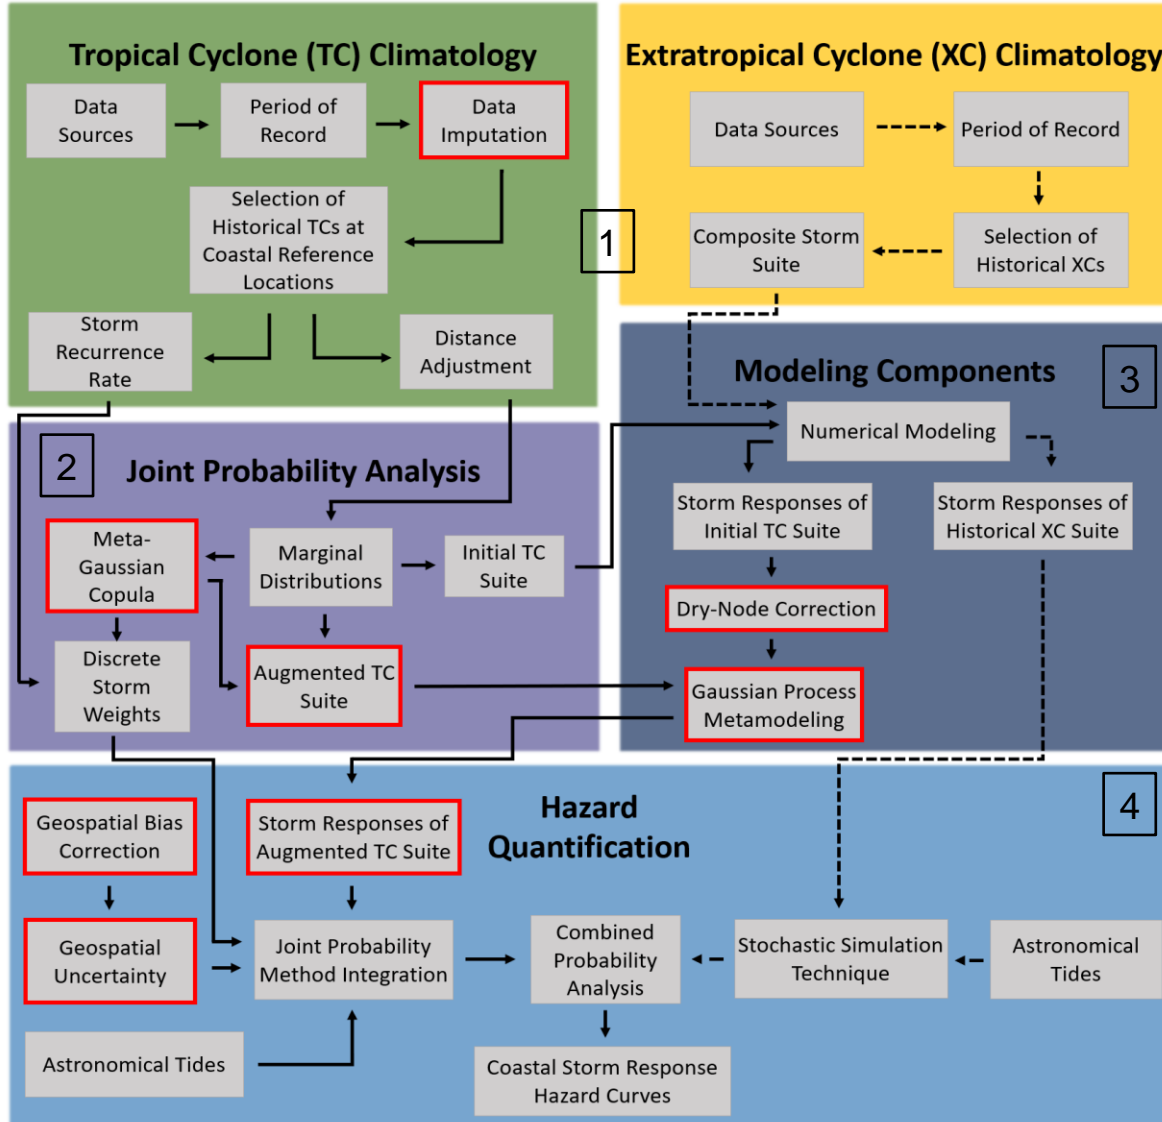 Tropical Cyclone (TC) Climatology
Data
Sources
Period of
Record
Data
Imputation
Selection of
Historical TCs at
Coastal Reference
Locations
Storm
Recurrence
Rate
Distance
Adjustment
1
Extratropical Cyclone (XC) Climatology
Data Sources
Period of Record
Composite Storm
Suite
Selection of
Historical XCs
2
Joint Probability Analysis
Meta-
Gaussian
Copula
Marginal
Distributions
Initial TC
Suite
Discrete
Storm
Weights
Augmented TC
Suite
Modeling Components
3
Numerical Modeling
Storm Responses of
Initial TC Suite
Storm Responses of
Historical XC Suite
Dry-Node Correction
Gaussian Process
Metamodeling
Hazard
Quantification
4
Geospatial Bias
Correction
Storm Responses of
Augmented TC Suite
Geospatial
Uncertainty
Joint Probability
Method Integration
Combined
Probability
Analysis
Stochastic Simulation
Technique
Astronomical
Tides
Astronomical Tides
Coastal Storm Response
Hazard Curves